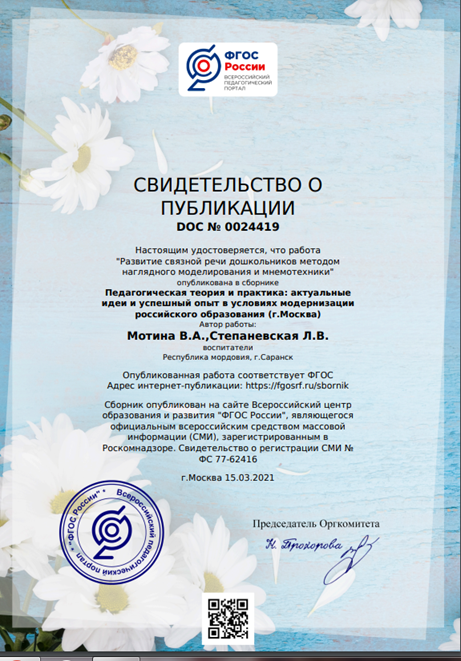 ФГОС
России
ВСЕРОССИЙСКИЙ
ПЕДАГОГИЧЕСКИЙ
ПОРТАЛ
СВИДЕТЕЛЬСТВО О
ПУБЛИКАЦИИ
DOC № 0024419
Настоящим удостоверяется, что работа
"Развитие связной речи дошкольников методом
наглядного моделирования и мнемотехники"
опубликована в сборнике
Педагогическая теория и практика: актуальные
идеи и успешный опыт в условиях модернизации
российского образования (г.Москва)
Автор работы:
Мотина В.А.,Степаневская Л.В.
воспитатели
Республика мордовия, г.Саранск
Опубликованная работа соответствует ФГОС
Адрес интернет-публикации: https://fgosrf.ru/sbornik
Сборник опубликован на сайте Всероссийский центр
образования и развития "ФГОС России", являющегося
официальным всероссийским средством массовой
информации (СМИ), зарегистрированным в
Роскомнадзоре. Свидетельство о регистрации СМИ №
ФС 77-62416
г.Москва 15.03.2021
Председатель Оргкомитета
Н. Прохорова
Всероссийский педагогический портал "ФГОС России"